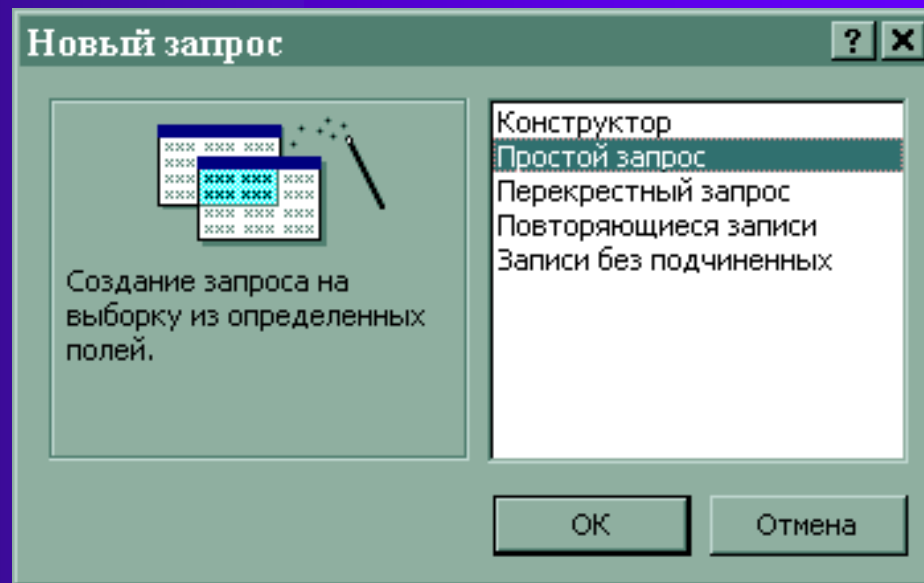 Новый запрос
Создание запроса на
выборку из определенных
полей.
Конструктор
Простой запрос
Перекрестный запрос
Повторяющиеся записи
Записи без подчиненных
ОК
Отмена